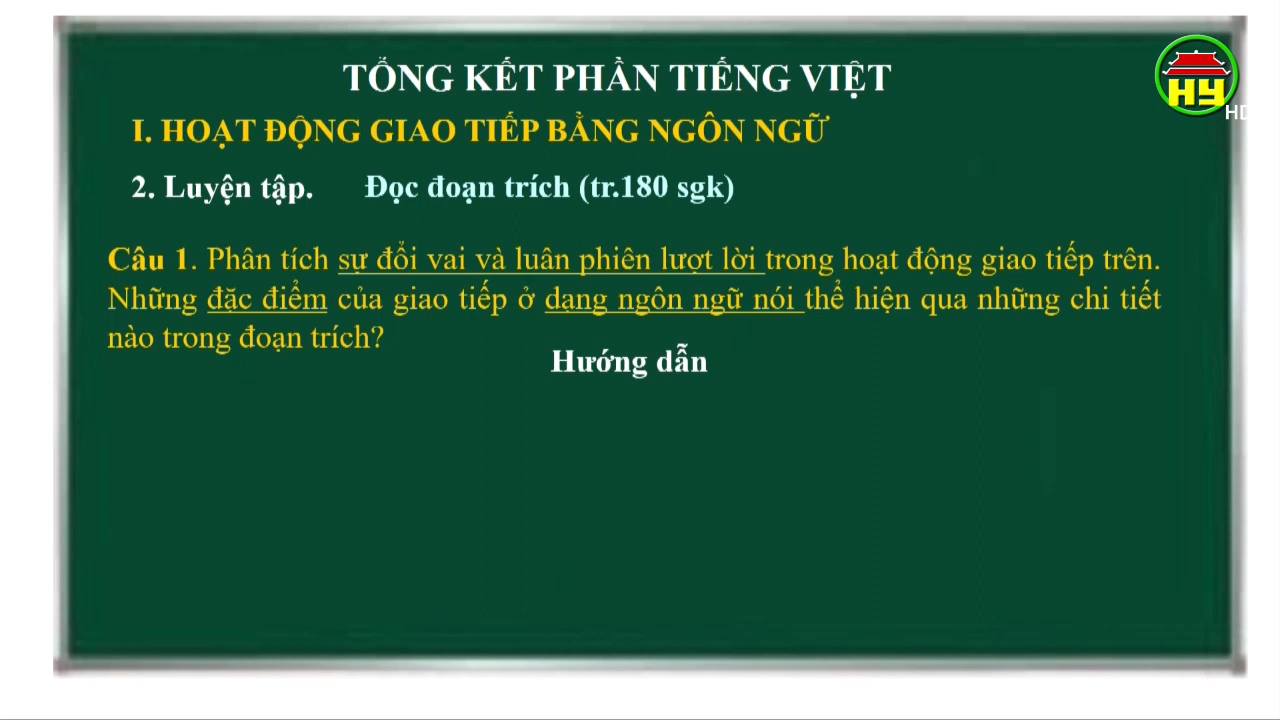 TỔNG KẾT PHẦN TIẾNG VIỆT
I. HOẠT ĐỘNG GIAO TIẾP BẰNG NGÔN NGỮ
2. Luyện tập. Đọc đoạn trích (tr.180 sgk)
Câu 1. Phân tích sự đổi vai và luân phiên lượt lời trong hoạt động giao tiếp trên.
Những đặc điểm của giao tiếp ở dạng ngôn ngữ nói thể hiện qua những chi tiết
nào trong đoạn trích?
Hướng dẫn
HY
HD